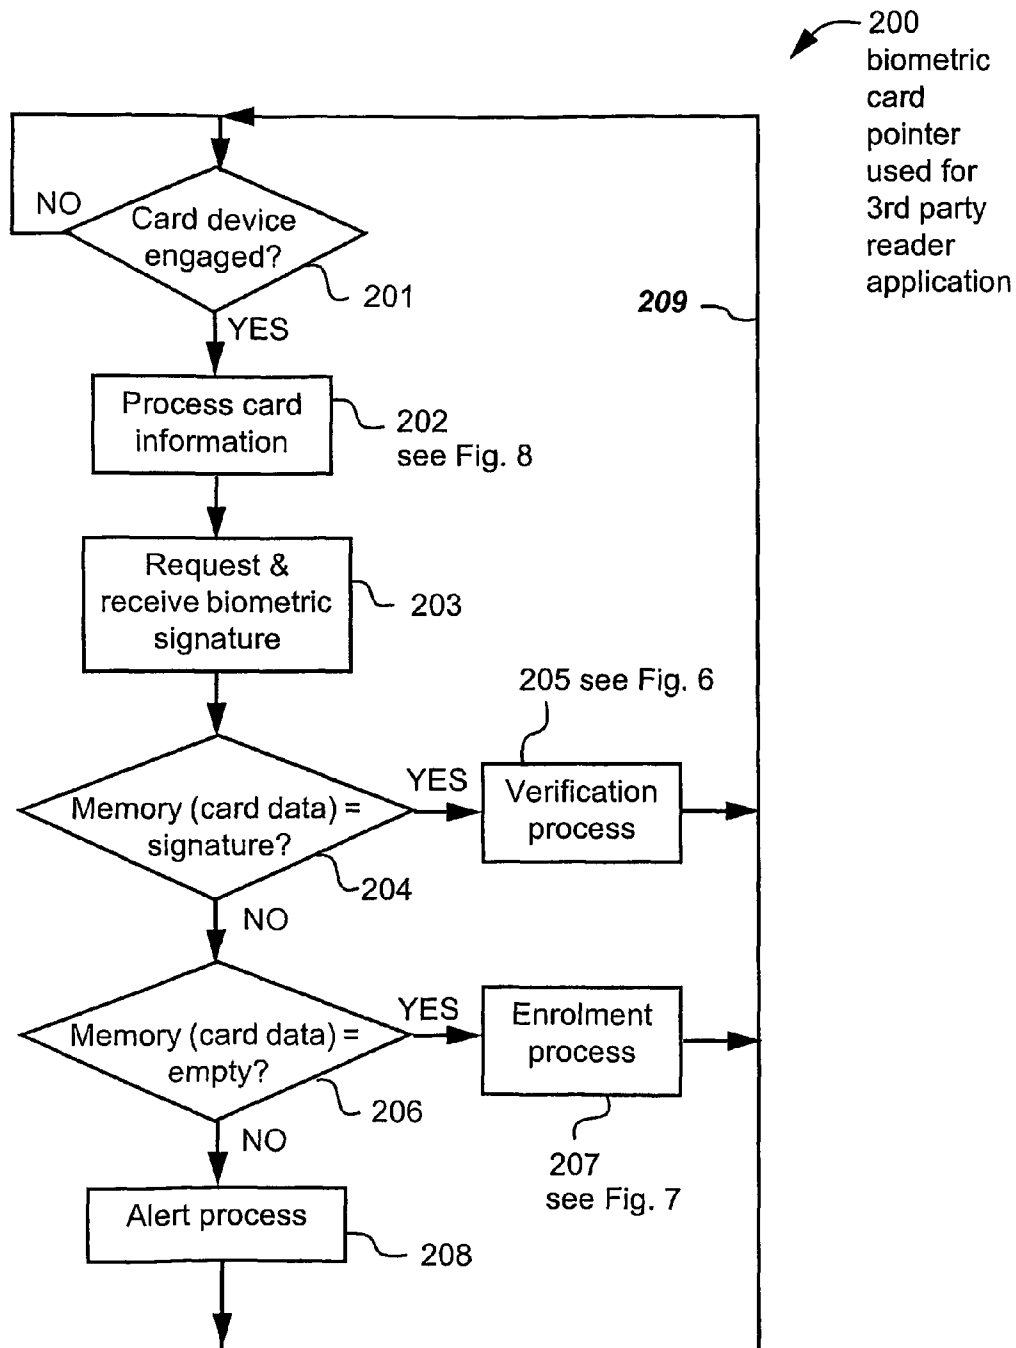 200
biometric
card
pointer
used for
3rd party
reader
application
NO
Card device
engaged?
201
209
YES
Process card
information
202
see Fig. 8
Request &
receive biometric
signature
203
205 see Fig. 6
YES
Verification
process
Memory (card data) =
signature?
204
NO
YES
Enrolment
process
Memory (card data) =
empty?
206
NO
207
see Fig. 7
Alert process
208